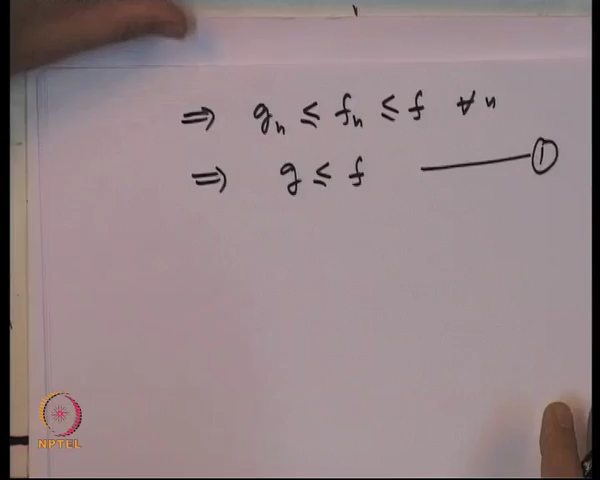 ⇒ gₙ ≤ fₙ ≤ f ∀ n
⇒ g ≤ f ——— ①
NPTEL